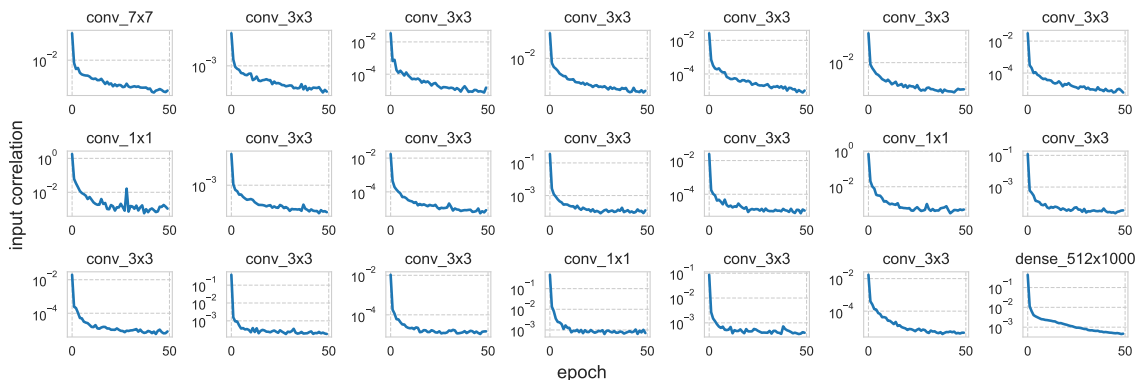 conv_7x7 conv_3x3 conv_3x3 conv_3x3 conv_3x3 conv_3x3 conv_3x3
10⁻² 10⁻³ 10⁻² 10⁻⁴ 10⁻² 10⁻² 10⁻⁴ 10⁻² 10⁻² 10⁻⁴
0 50 0 50 0 50 0 50 0 50 0 50 0 50
input correlation
conv_1x1 conv_3x3 conv_3x3 conv_3x3 conv_3x3 conv_1x1 conv_3x3
10⁰ 10⁻² 10⁻³ 10⁻² 10⁻⁴ 10⁻¹ 10⁻³ 10⁻² 10⁻⁴ 10⁰ 10⁻² 10⁻¹ 10⁻³
0 50 0 50 0 50 0 50 0 50 0 50 0 50
conv_3x3 conv_3x3 conv_3x3 conv_1x1 conv_3x3 conv_3x3 dense_512x1000
10⁻² 10⁻⁴ 10⁻¹ 10⁻² 10⁻³ 10⁻² 10⁻⁴ 10⁻¹ 10⁻² 10⁻³ 10⁻¹ 10⁻³ 10⁻² 10⁻⁴ 10⁻¹ 10⁻² 10⁻³
0 50 0 50 0 50 0 50 0 50 0 50 0 50
epoch